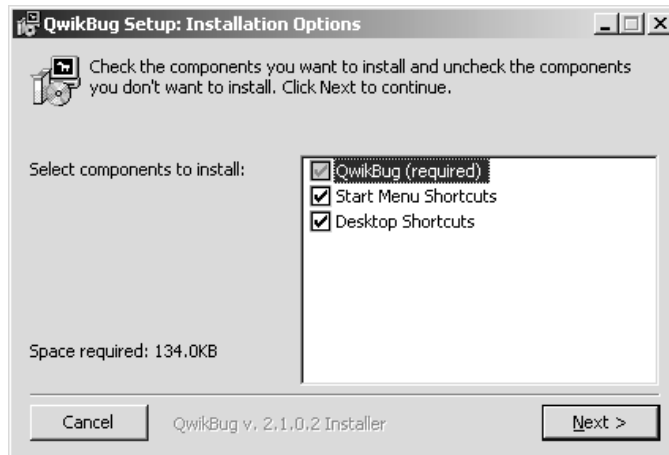 QwikBug Setup: Installation Options
Check the components you want to install and uncheck the components
you don't want to install. Click Next to continue.
Select components to install:
QwikBug (required)
Start Menu Shortcuts
Desktop Shortcuts
Space required: 134.0KB
Cancel
QwikBug v. 2.1.0.2 Installer
Next >